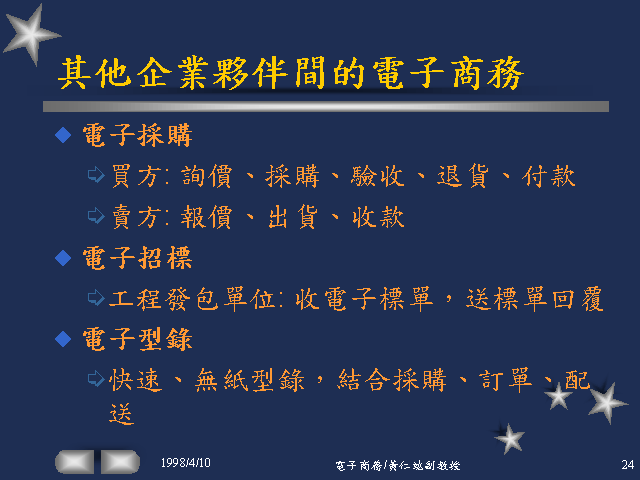 其他企業夥伴間的電子商務
電子採購
買方: 詢價、採購、驗收、退貨、付款
賣方: 報價、出貨、收款
電子招標
工程發包單位: 收電子標單，送標單回覆
電子型錄
快速、無紙型錄，結合採購、訂單、配
送
1998/4/10
電子商務/黃仁 副教授
24